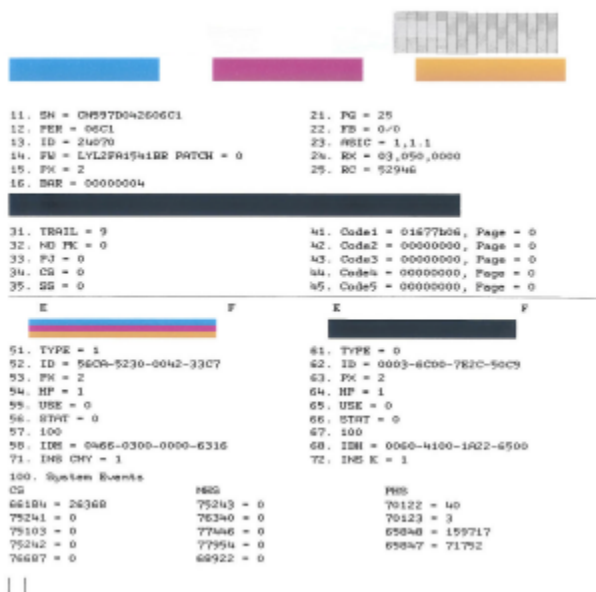 11. SN = CN597D042606C1
12. PER = 06C1
13. ID = 24070
14. FW = LYL2FA1541BR PATCH = 0
15. PX = 2
16. BAR = 00000004
21. PG = 25
22. FB = 0/0
23. ASIC = 1,1.1
24. RX = 03,050,0000
25. RC = 52946
31. TRAIL = 9
32. NO PK = 0
33. PJ = 0
34. CS = 0
35. SS = 0
41. Code1 = 01677b06, Page = 0
42. Code2 = 00000000, Page = 0
43. Code3 = 00000000, Page = 0
44. Code4 = 00000000, Page = 0
45. Code5 = 00000000, Page = 0
E F
E F
51. TYPE = 1
52. ID = 56CA-5230-0042-33C7
53. PX = 2
54. HP = 1
55. USE = 0
56. STAT = 0
57. 100
58. IDH = 0466-0300-0000-6316
71. INS CMY = 1
61. TYPE = 0
62. ID = 0003-6C00-7E2C-50C9
63. PX = 2
64. HP = 1
65. USE = 0
66. STAT = 0
67. 100
68. IDH = 0060-4100-1A22-6500
72. INS K = 1
100. System Events
CS
66184 = 26368
75241 = 0
75103 = 0
75242 = 0
76687 = 0
MRS
75243 = 0
76340 = 0
77446 = 0
77954 = 0
68922 = 0
PHS
70122 = 40
70123 = 3
65848 = 159717
65847 = 71752